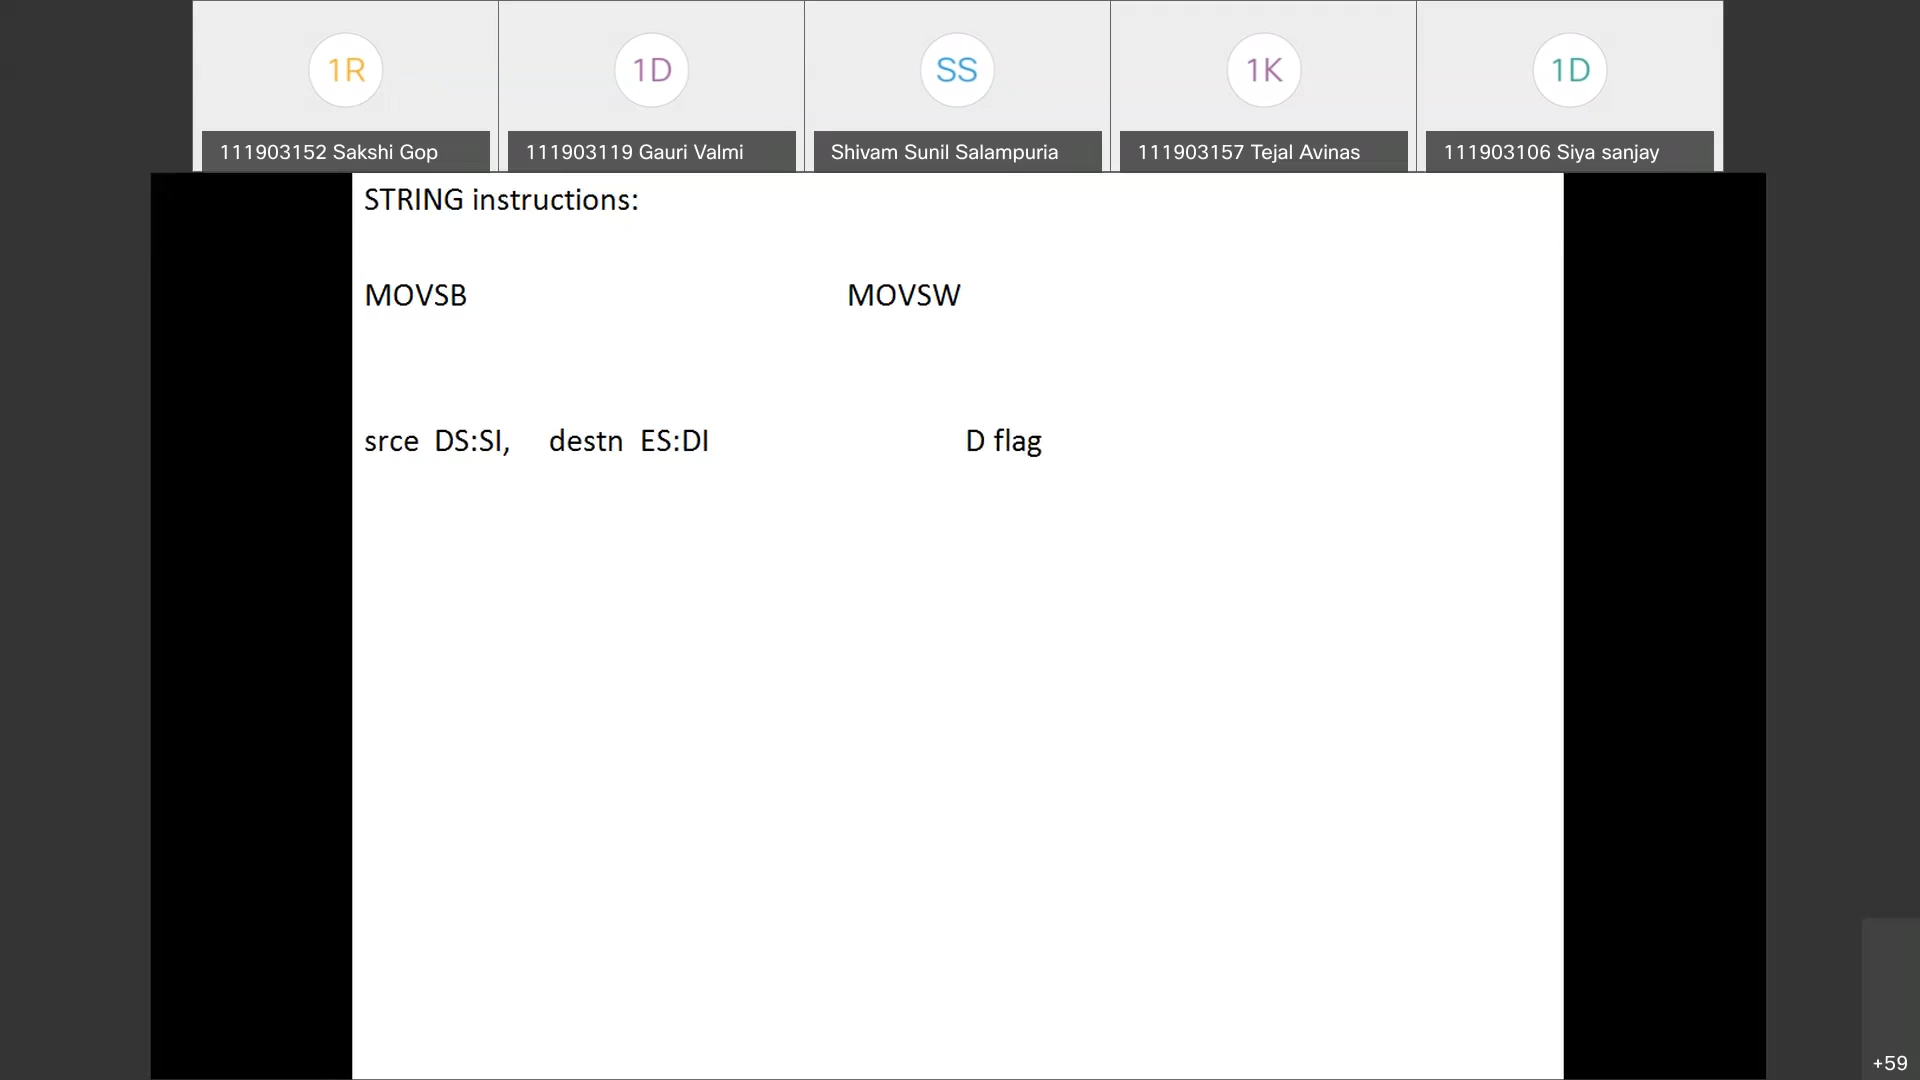 1R 1D SS 1K 1D
111903152 Sakshi Gop 111903119 Gauri Valmi Shivam Sunil Salampuria 111903157 Tejal Avinas 111903106 Siya sanjay
STRING instructions:
MOVSB MOVSW
srce DS:SI, destn ES:DI D flag
+59